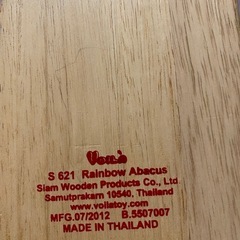 Voila
S 621 Rainbow Abacus
Siam Wooden Products Co., Ltd.
Samutprakarn 10540, Thailand
www.voilatoy.com
MFG.07/2012 B.5507007
MADE IN THAILAND